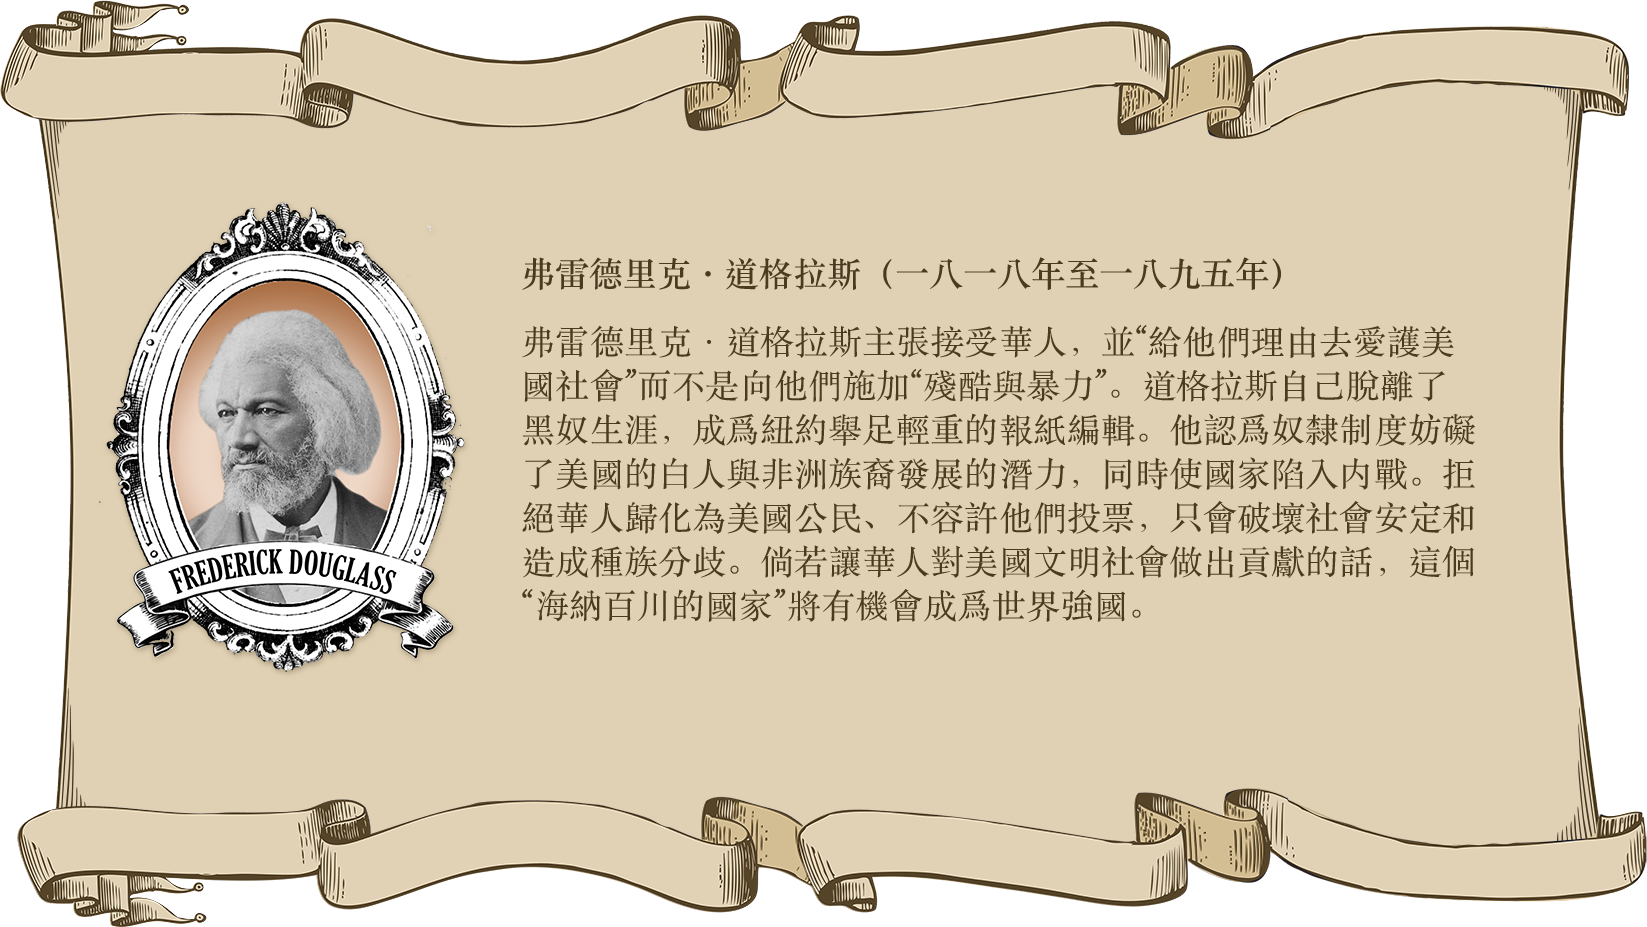 弗雷德里克·道格拉斯（一八一八年至一八九五年）
弗雷德里克·道格拉斯主張接受華人，並“給他們理由去愛護美
國社會”而不是向他們施加“殘酷與暴力”。道格拉斯自己脫離了
黑奴生涯，成爲紐約舉足輕重的報紙編輯。他認爲奴隸制度妨礙
了美國的白人與非洲族裔發展的潛力，同時使國家陷入内戰。拒
絕華人歸化為美國公民、不容許他們投票，只會破壞社會安定和
造成種族分歧。倘若讓華人對美國文明社會做出貢獻的話，這個
“海納百川的國家”將有機會成爲世界強國。
FREDERICK DOUGLASS